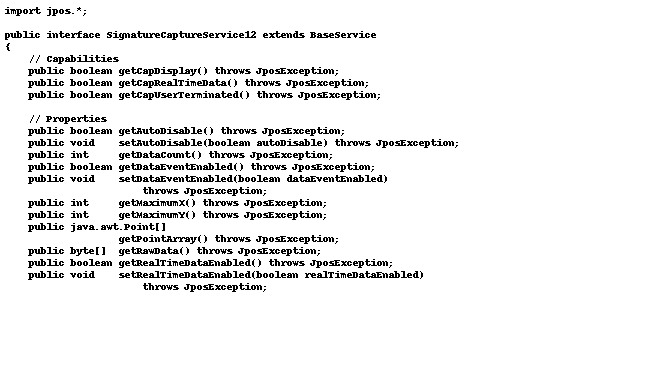 import jpos.*;

public interface SignatureCaptureService12 extends BaseService
{
    // Capabilities
    public boolean getCapDisplay() throws JposException;
    public boolean getCapRealTimeData() throws JposException;
    public boolean getCapUserTerminated() throws JposException;

    // Properties
    public boolean getAutoDisable() throws JposException;
    public void    setAutoDisable(boolean autoDisable) throws JposException;
    public int     getDataCount() throws JposException;
    public boolean getDataEventEnabled() throws JposException;
    public void    setDataEventEnabled(boolean dataEventEnabled)
                       throws JposException;
    public int     getMaximumX() throws JposException;
    public int     getMaximumY() throws JposException;
    public java.awt.Point[]
                   getPointArray() throws JposException;
    public byte[]  getRawData() throws JposException;
    public boolean getRealTimeDataEnabled() throws JposException;
    public void    setRealTimeDataEnabled(boolean realTimeDataEnabled)
                       throws JposException;